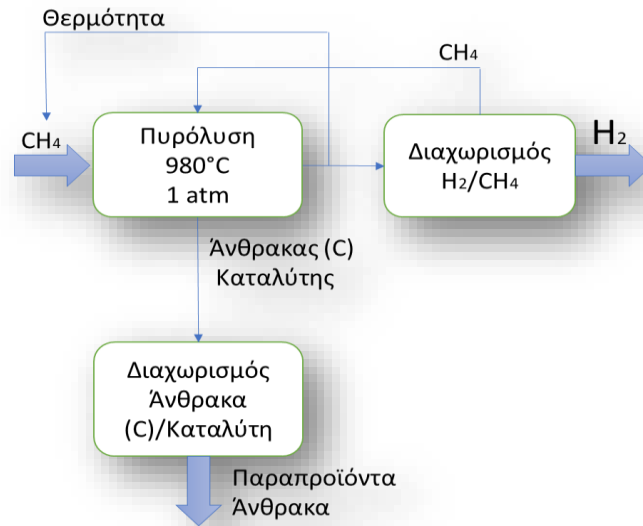 Θερμότητα
CH₄
CH₄
Πυρόλυση
980°C
1 atm
Διαχωρισμός
H₂/CH₄
H₂
Άνθρακας (C)
Καταλύτης
Διαχωρισμός
Άνθρακα
(C)/Καταλύτη
Παραπροϊόντα
Άνθρακα